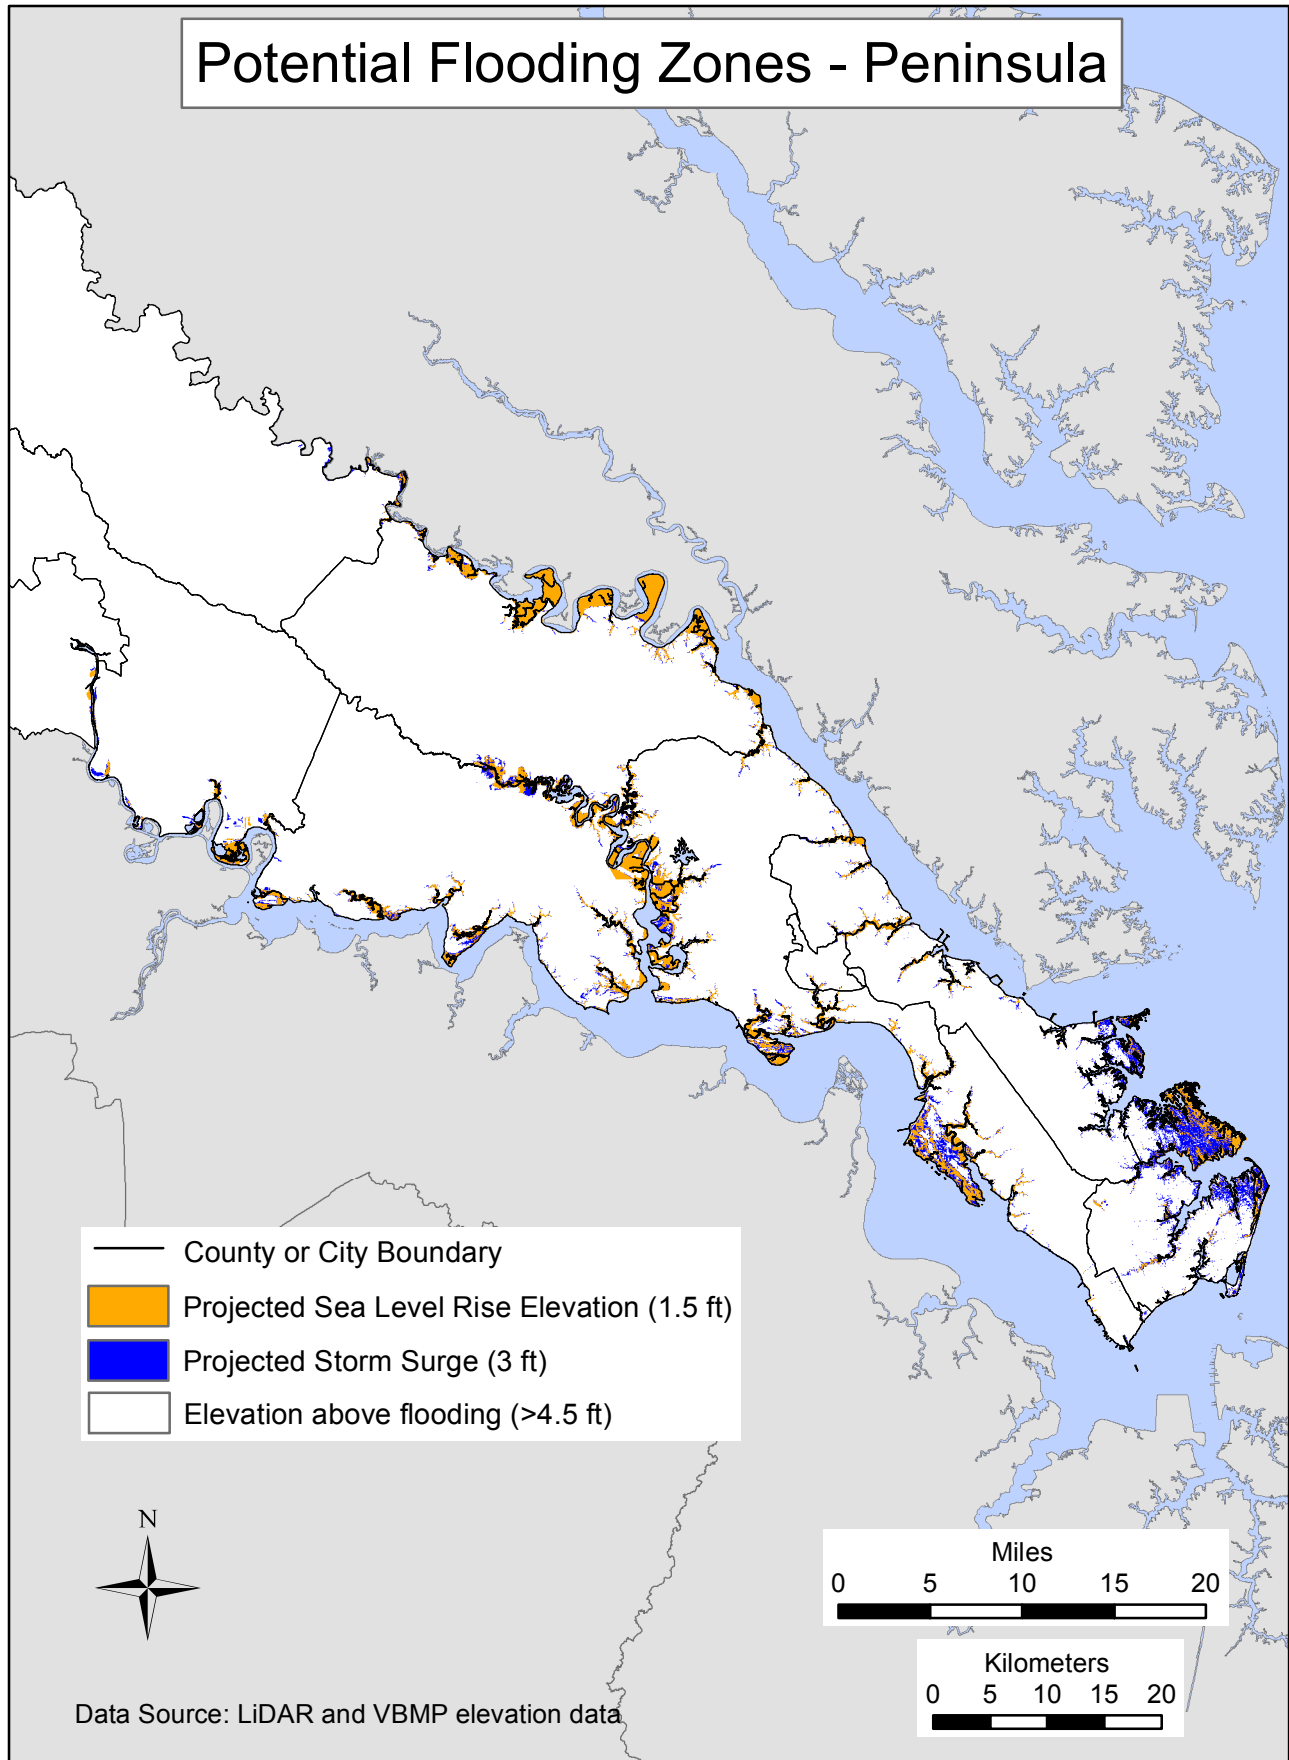 Potential Flooding Zones - Peninsula
County or City Boundary
Projected Sea Level Rise Elevation (1.5 ft)
Projected Storm Surge (3 ft)
Elevation above flooding (>4.5 ft)
N
Miles
0 5 10 15 20
Kilometers
0 5 10 15 20
Data Source: LiDAR and VBMP elevation data